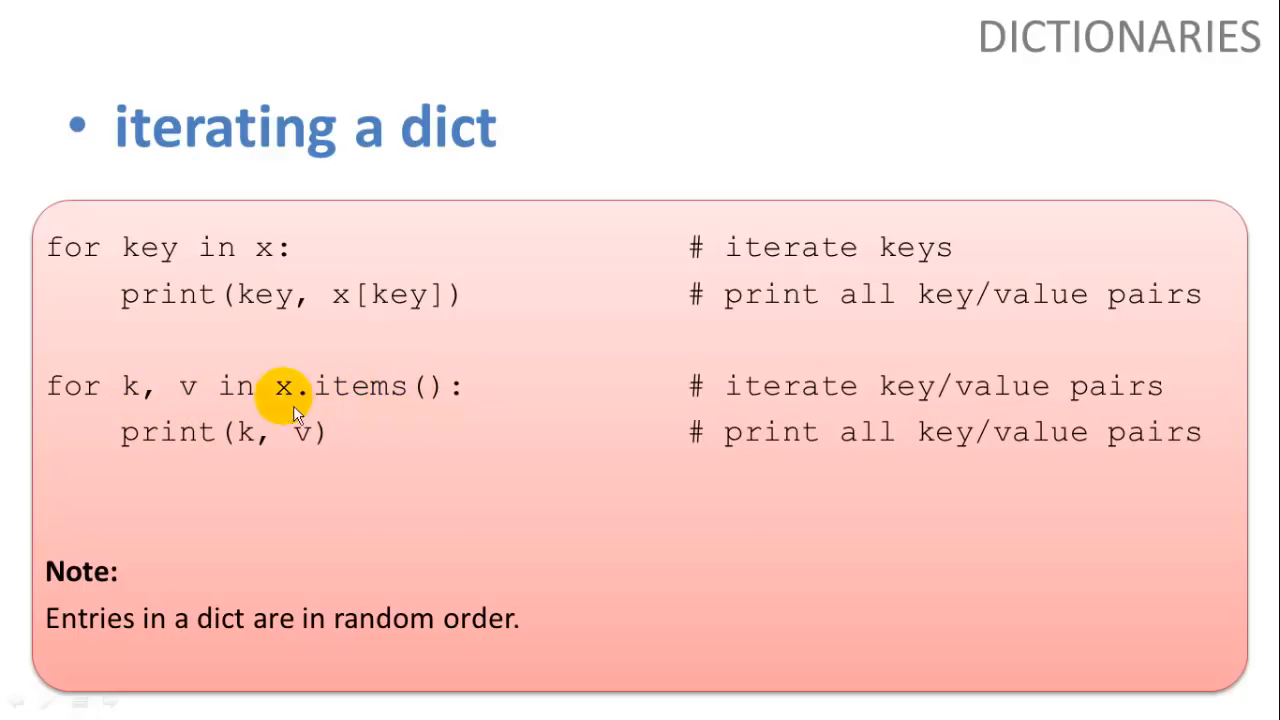 DICTIONARIES
• iterating a dict
for key in x: # iterate keys
print(key, x[key]) # print all key/value pairs
for k, v in x.items(): # iterate key/value pairs
print(k, v) # print all key/value pairs
Note:
Entries in a dict are in random order.